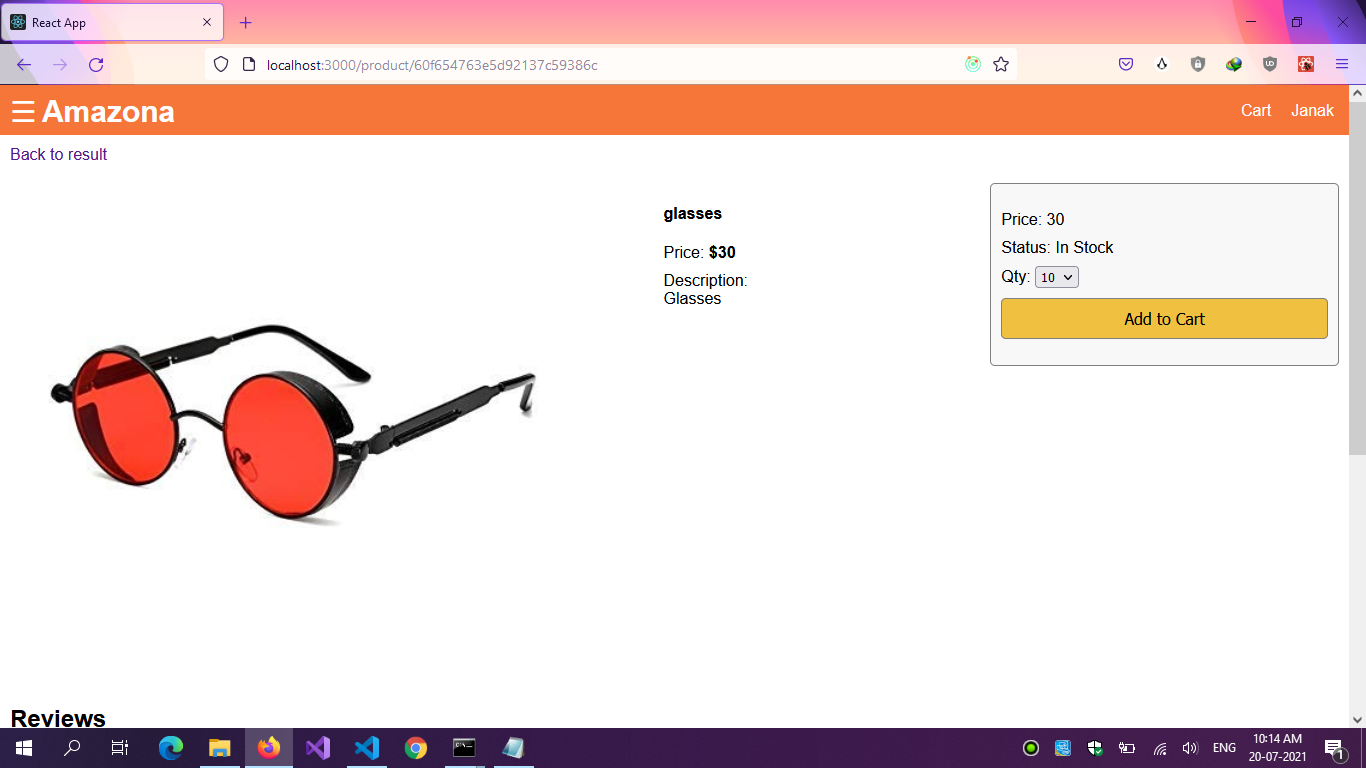 React App
localhost:3000/product/60f654763e5d92137c59386c
☰ Amazona
Cart Janak
Back to result
glasses
Price: $30
Description:
Glasses
Price: 30
Status: In Stock
Qty: 10
Add to Cart
Reviews
ENG
10:14 AM
20-07-2021
1